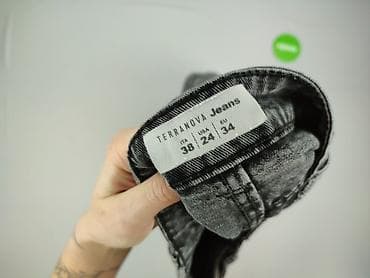 TERRANOVA Jeans
ITA | USA | EU
38 | 24 | 34